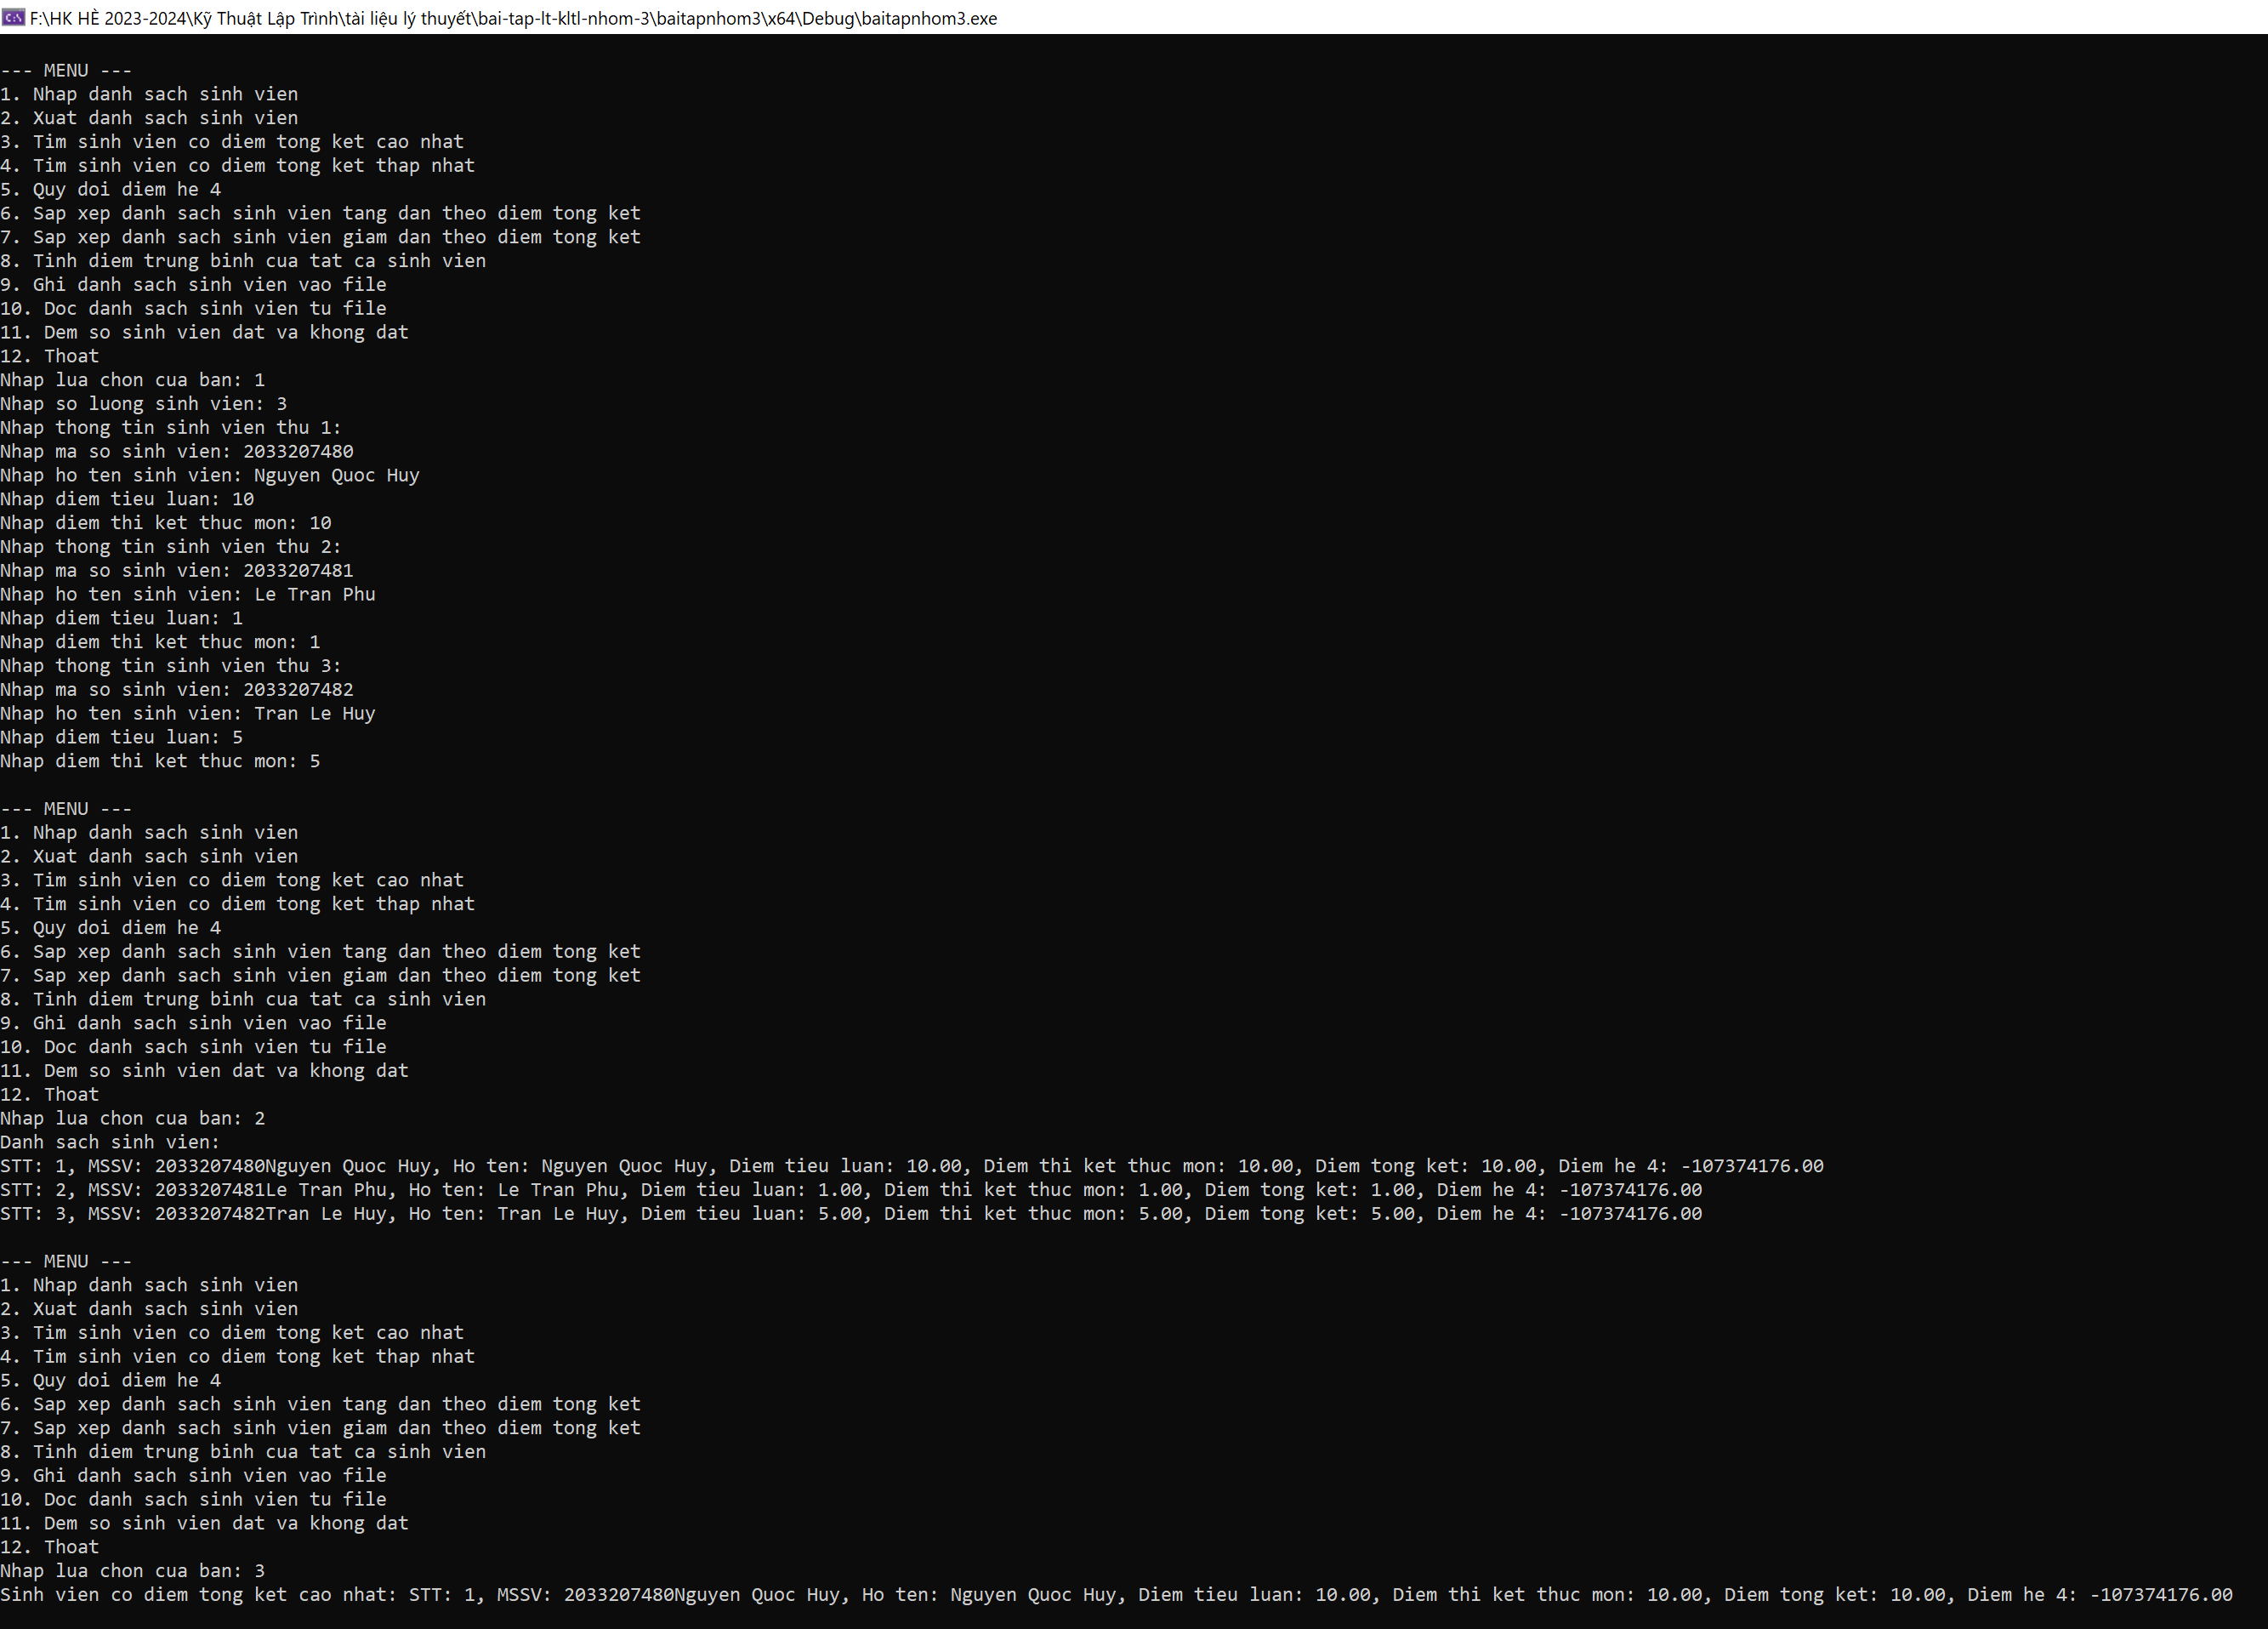 F:\HK HÈ 2023-2024\Kỹ Thuật Lập Trình\tài liệu lý thuyết\bai-tap-lt-kltl-nhom-3\baitapnhom3\x64\Debug\baitapnhom3.exe
--- MENU ---
1. Nhap danh sach sinh vien
2. Xuat danh sach sinh vien
3. Tim sinh vien co diem tong ket cao nhat
4. Tim sinh vien co diem tong ket thap nhat
5. Quy doi diem he 4
6. Sap xep danh sach sinh vien tang dan theo diem tong ket
7. Sap xep danh sach sinh vien giam dan theo diem tong ket
8. Tinh diem trung binh cua tat ca sinh vien
9. Ghi danh sach sinh vien vao file
10. Doc danh sach sinh vien tu file
11. Dem so sinh vien dat va khong dat
12. Thoat
Nhap lua chon cua ban: 1
Nhap so luong sinh vien: 3
Nhap thong tin sinh vien thu 1:
Nhap ma so sinh vien: 2033207480
Nhap ho ten sinh vien: Nguyen Quoc Huy
Nhap diem tieu luan: 10
Nhap diem thi ket thuc mon: 10
Nhap thong tin sinh vien thu 2:
Nhap ma so sinh vien: 2033207481
Nhap ho ten sinh vien: Le Tran Phu
Nhap diem tieu luan: 1
Nhap diem thi ket thuc mon: 1
Nhap thong tin sinh vien thu 3:
Nhap ma so sinh vien: 2033207482
Nhap ho ten sinh vien: Tran Le Huy
Nhap diem tieu luan: 5
Nhap diem thi ket thuc mon: 5
--- MENU ---
1. Nhap danh sach sinh vien
2. Xuat danh sach sinh vien
3. Tim sinh vien co diem tong ket cao nhat
4. Tim sinh vien co diem tong ket thap nhat
5. Quy doi diem he 4
6. Sap xep danh sach sinh vien tang dan theo diem tong ket
7. Sap xep danh sach sinh vien giam dan theo diem tong ket
8. Tinh diem trung binh cua tat ca sinh vien
9. Ghi danh sach sinh vien vao file
10. Doc danh sach sinh vien tu file
11. Dem so sinh vien dat va khong dat
12. Thoat
Nhap lua chon cua ban: 2
Danh sach sinh vien:
STT: 1, MSSV: 2033207480Nguyen Quoc Huy, Ho ten: Nguyen Quoc Huy, Diem tieu luan: 10.00, Diem thi ket thuc mon: 10.00, Diem tong ket: 10.00, Diem he 4: -107374176.00
STT: 2, MSSV: 2033207481Le Tran Phu, Ho ten: Le Tran Phu, Diem tieu luan: 1.00, Diem thi ket thuc mon: 1.00, Diem tong ket: 1.00, Diem he 4: -107374176.00
STT: 3, MSSV: 2033207482Tran Le Huy, Ho ten: Tran Le Huy, Diem tieu luan: 5.00, Diem thi ket thuc mon: 5.00, Diem tong ket: 5.00, Diem he 4: -107374176.00
--- MENU ---
1. Nhap danh sach sinh vien
2. Xuat danh sach sinh vien
3. Tim sinh vien co diem tong ket cao nhat
4. Tim sinh vien co diem tong ket thap nhat
5. Quy doi diem he 4
6. Sap xep danh sach sinh vien tang dan theo diem tong ket
7. Sap xep danh sach sinh vien giam dan theo diem tong ket
8. Tinh diem trung binh cua tat ca sinh vien
9. Ghi danh sach sinh vien vao file
10. Doc danh sach sinh vien tu file
11. Dem so sinh vien dat va khong dat
12. Thoat
Nhap lua chon cua ban: 3
Sinh vien co diem tong ket cao nhat: STT: 1, MSSV: 2033207480Nguyen Quoc Huy, Ho ten: Nguyen Quoc Huy, Diem tieu luan: 10.00, Diem thi ket thuc mon: 10.00, Diem tong ket: 10.00, Diem he 4: -107374176.00